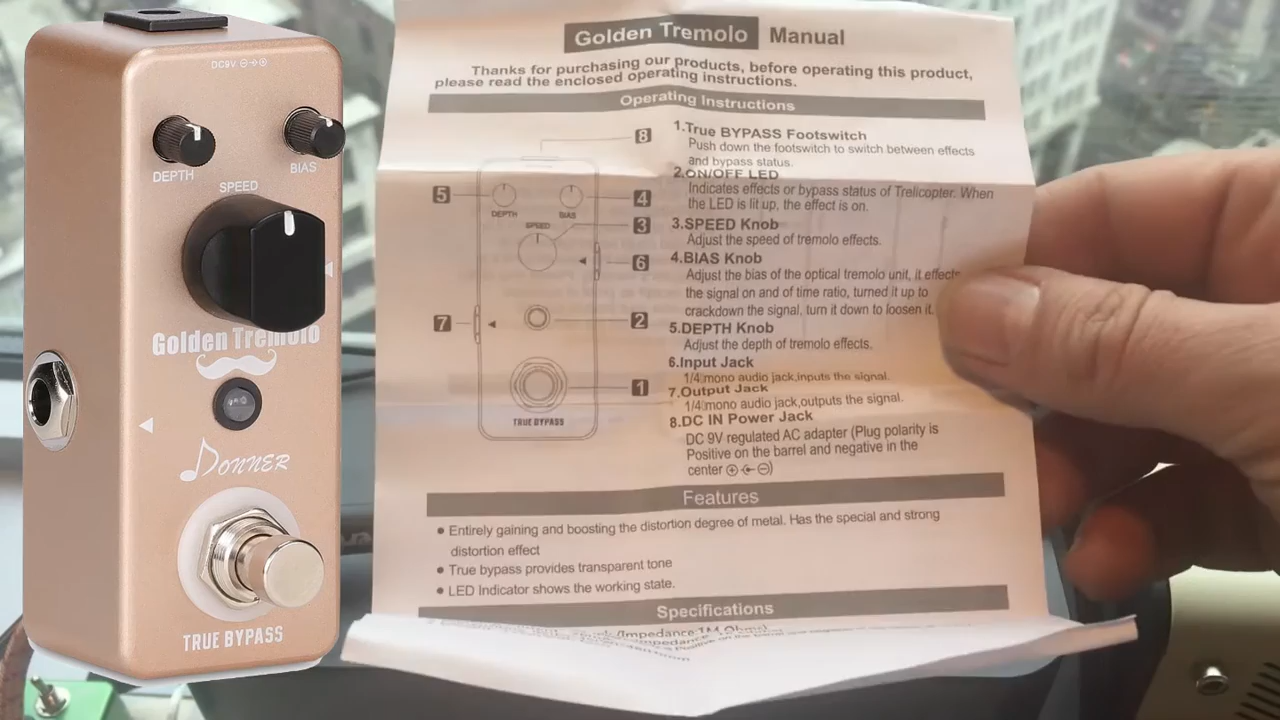 DC9V
DEPTH
BIAS
SPEED
Golden Tremolo
DONNER
TRUE BYPASS
Golden Tremolo Manual
Thanks for purchasing our products, before operating this product,
please read the enclosed operating instructions.
Operating Instructions
8
5
4
3
6
7
2
1
DEPTH
BIAS
SPEED
TRUE BYPASS
1.True BYPASS Footswitch
Push down the footswitch to switch between effects
and bypass status.
2.ON/OFF LED
Indicates effects or bypass status of Trelicopter. When
the LED is lit up, the effect is on.
3.SPEED Knob
Adjust the speed of tremolo effects.
4.BIAS Knob
Adjust the bias of the optical tremolo unit, it effects
the signal on and of time ratio, turned it up to
crackdown the signal, turn it down to loosen it.
5.DEPTH Knob
Adjust the depth of tremolo effects.
6.Input Jack
1/4 mono audio jack,inputs the signal.
7.Output Jack
1/4 mono audio jack,outputs the signal.
8.DC IN Power Jack
DC 9V regulated AC adapter (Plug polarity is
Positive on the barrel and negative in the
center ⊕-€-⊖)
Features
● Entirely gaining and boosting the distortion degree of metal. Has the special and strong
distortion effect
● True bypass provides transparent tone
● LED Indicator shows the working state.
Specifications